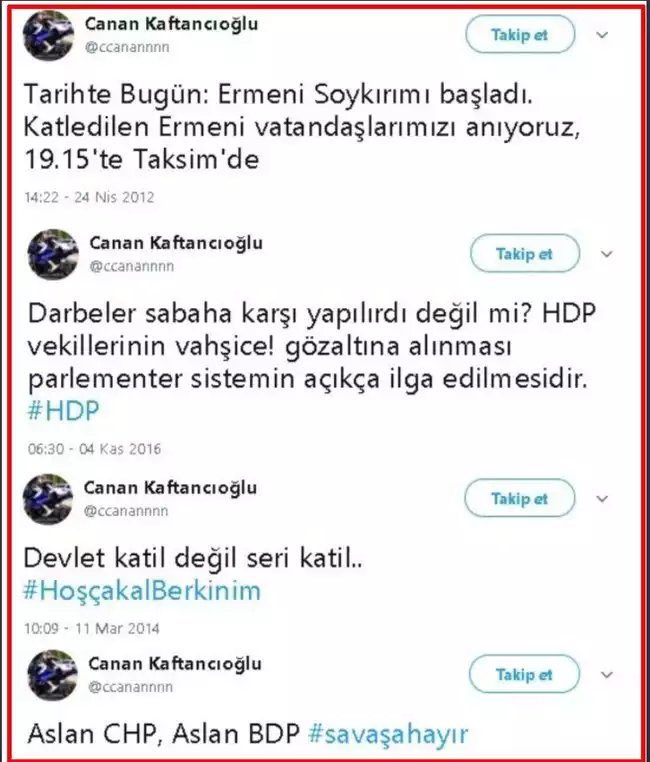 Canan Kaftancıoğlu
@ccanannnn
Takip et
Tarihte Bugün: Ermeni Soykırımı başladı.
Katledilen Ermeni vatandaşlarımızı anıyoruz,
19.15'te Taksim'de
14:22 - 24 Nis 2012
Canan Kaftancıoğlu
@ccanannnn
Takip et
Darbeler sabaha karşı yapılırdı değil mi? HDP
vekillerinin vahşice! gözaltına alınması
parlementer sistemin açıkça ilga edilmesidir.
#HDP
06:30 - 04 Kas 2016
Canan Kaftancıoğlu
@ccanannnn
Takip et
Devlet katil değil seri katil..
#HoşçakalBerkinim
10:09 - 11 Mar 2014
Canan Kaftancıoğlu
@ccanannnn
Takip et
Aslan CHP, Aslan BDP #savaşahayır